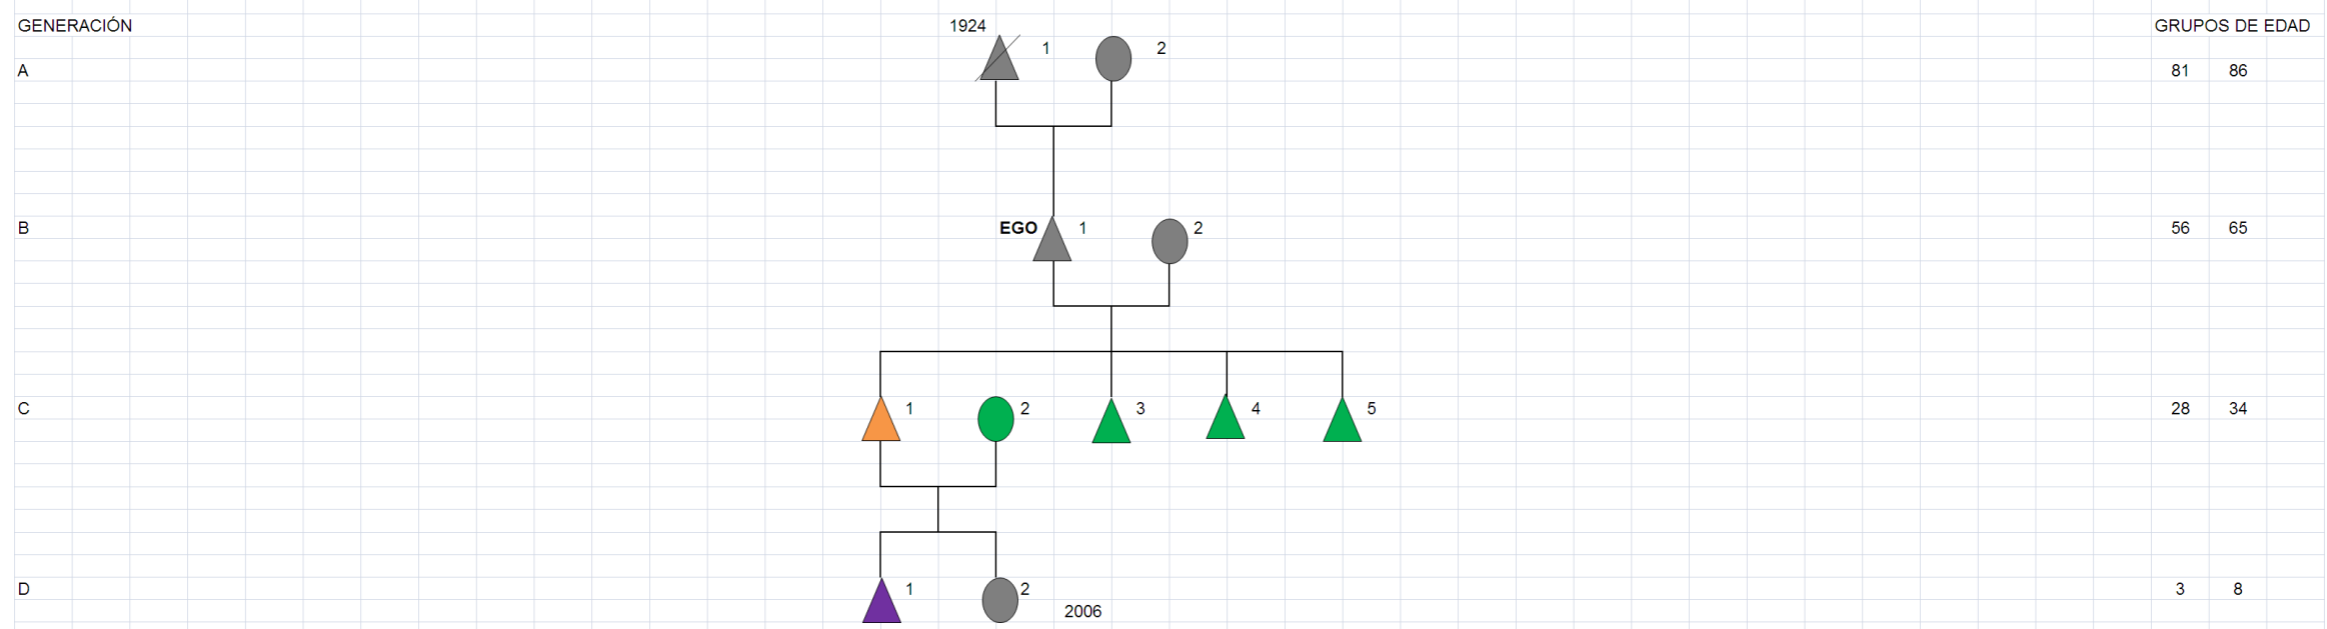 GENERACIÓN 1924 GRUPOS DE EDAD
1 2
A 81 86
B EGO 1 2 56 65
C 1 2 3 4 5 28 34
D 1 2 3 8
2006